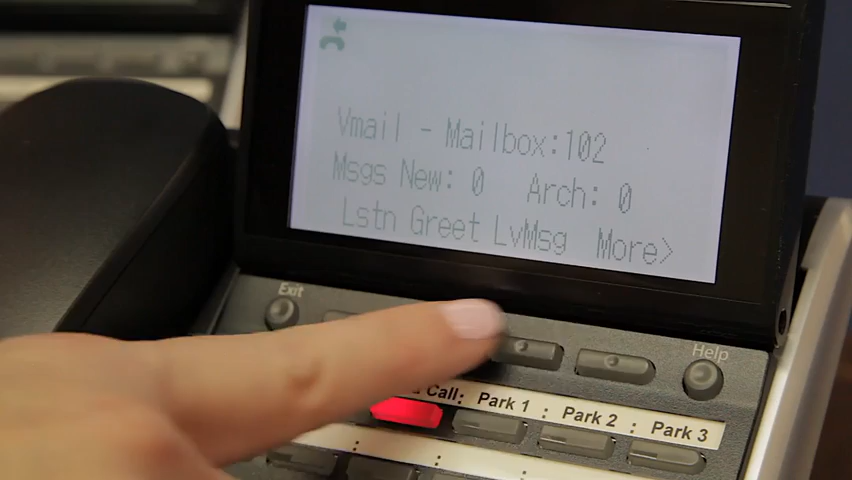 Vmail - Mailbox:102
Msgs New: 0 Arch: 0
Lstn Greet LvMsg More>
Exit
Help
Call: Park 1 : Park 2 : Park 3